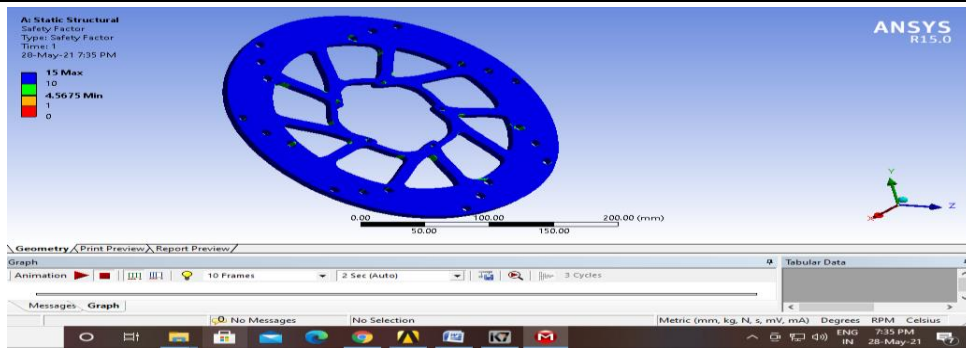 A: Static Structural
Safety Factor
Type: Safety Factor
Time: 1
28-May-21 7:35 PM
15 Max
10
4.5675 Min
1
0
ANSYS
R15.0
Y
Z
X
0.00 100.00 200.00 (mm)
50.00 150.00
Geometry Print Preview Report Preview
Graph
Tabular Data
Animation 10 Frames 2 Sec (Auto) 3 Cycles
Messages Graph
No Messages No Selection Metric (mm, kg, N, s, mV, mA) Degrees RPM Celsius
ENG 7:35 PM
IN 28-May-21